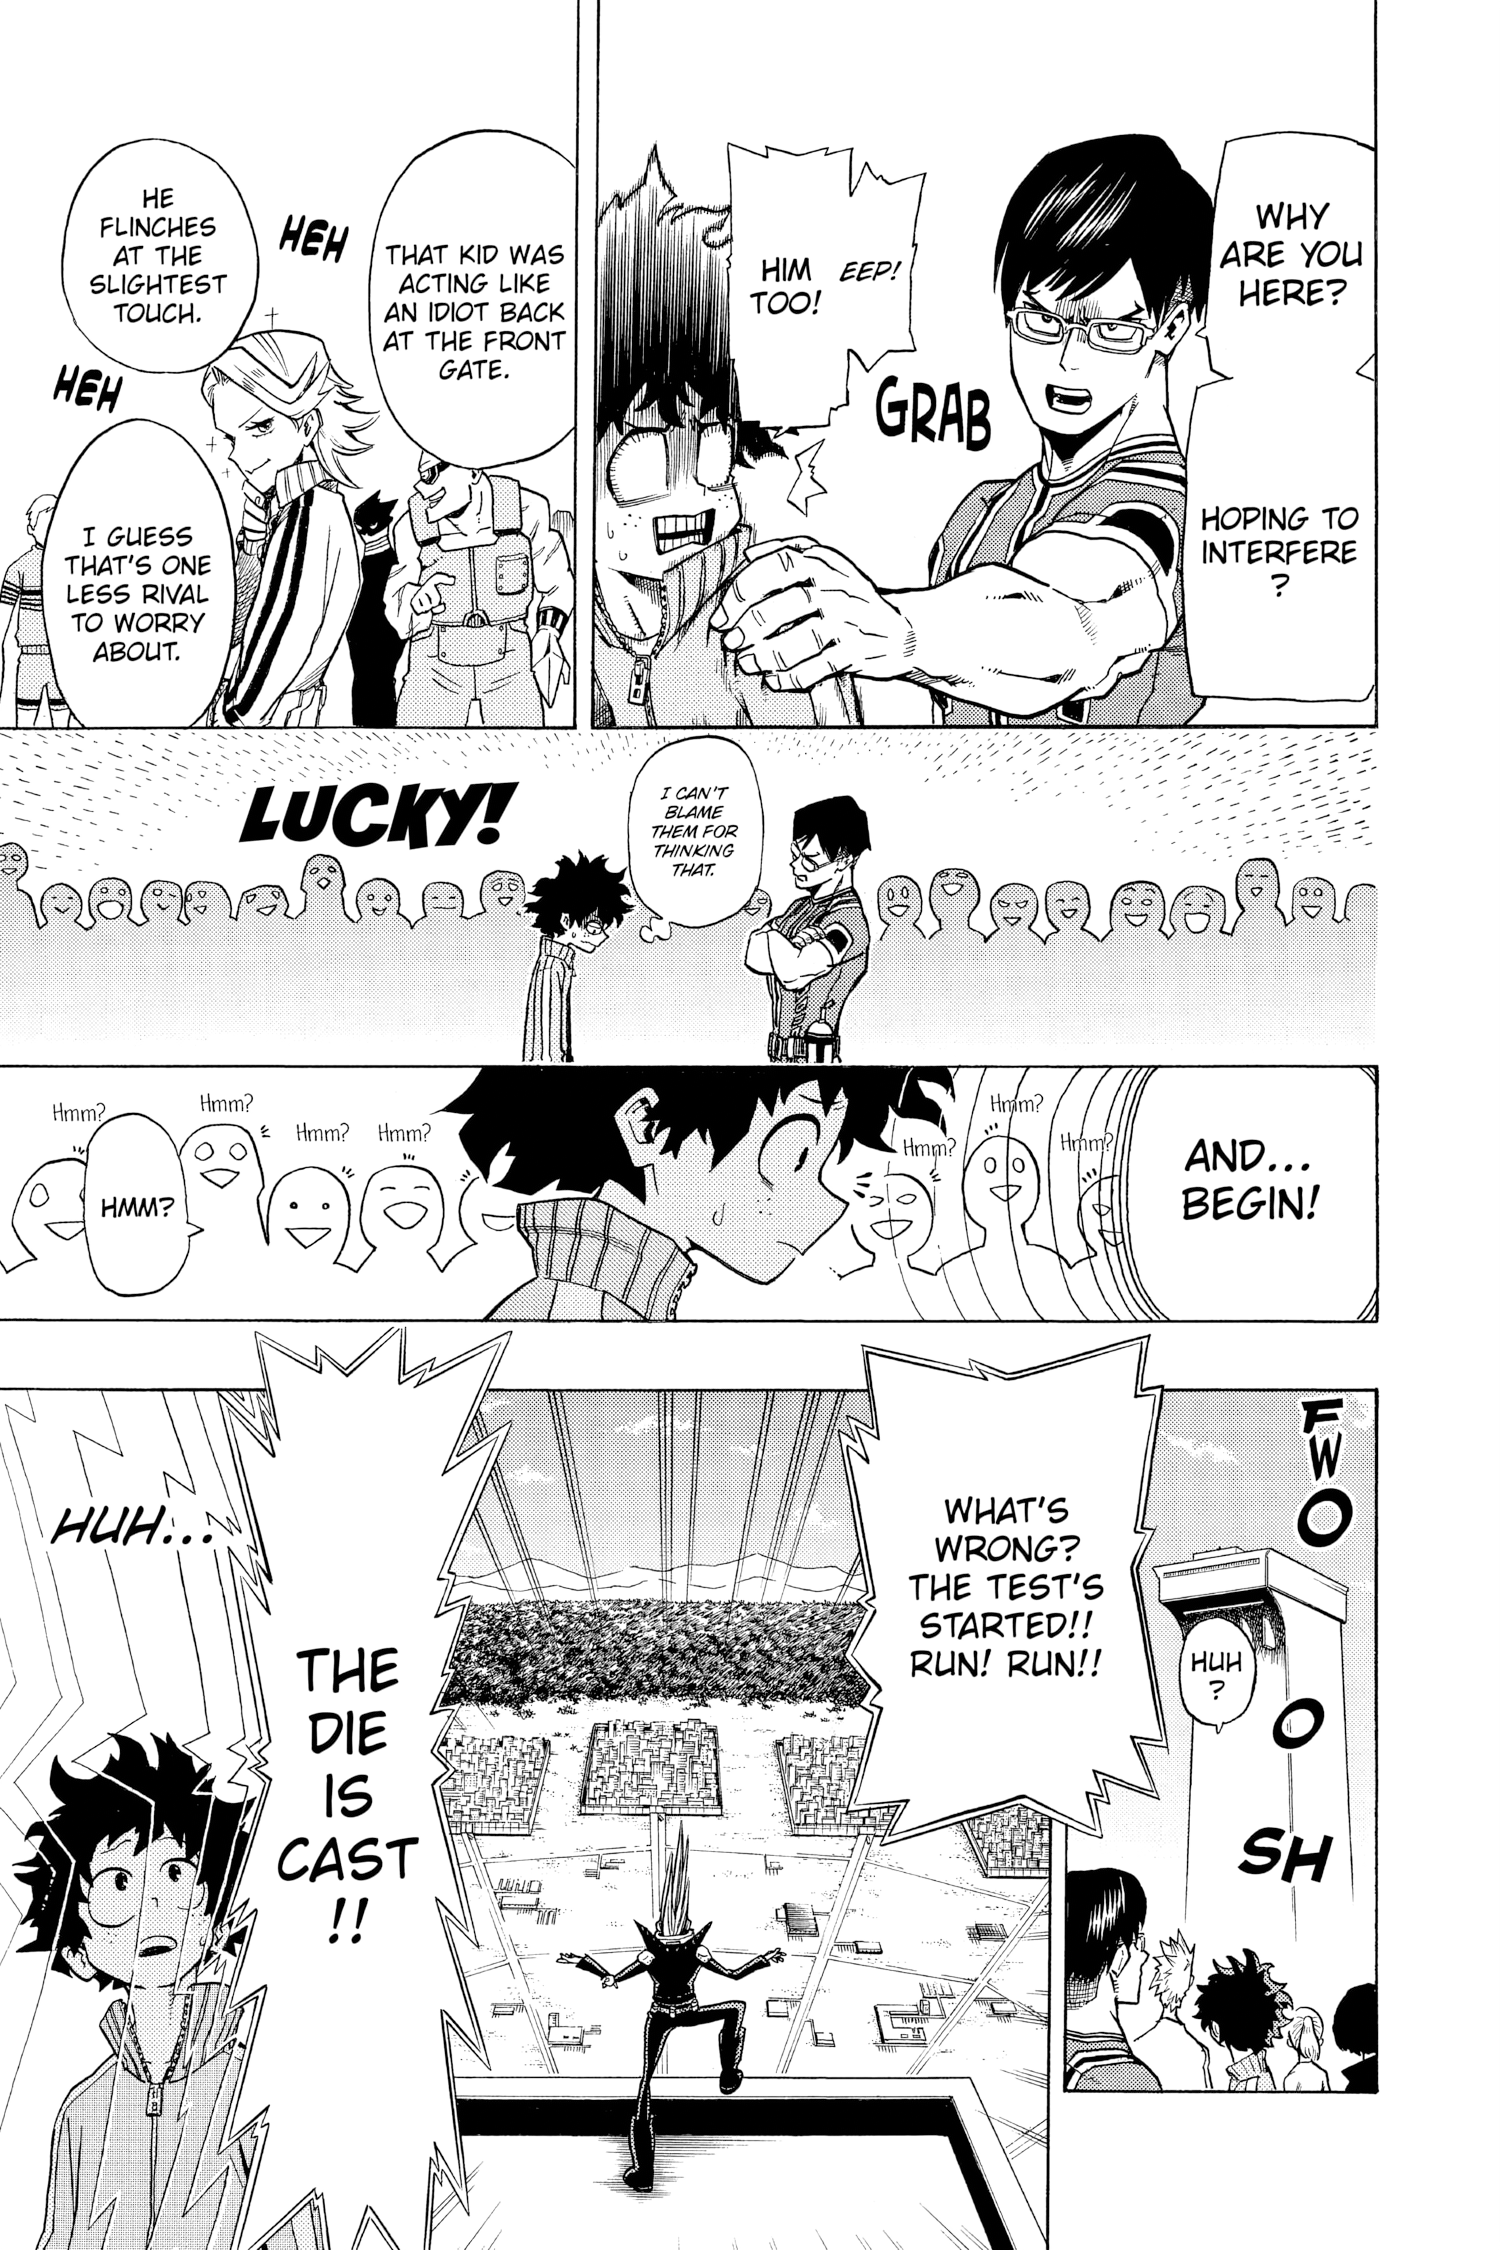 WHY
ARE YOU
HERE?
HOPING TO
INTERFERE
?
EEP!
HIM
TOO!
GRAB
THAT KID WAS
ACTING LIKE
AN IDIOT BACK
AT THE FRONT
GATE.
HEH
HE
FLINCHES
AT THE
SLIGHTEST
TOUCH.
HEH
I GUESS
THAT'S ONE
LESS RIVAL
TO WORRY
ABOUT.
I CAN'T
BLAME
THEM FOR
THINKING
THAT.
LUCKY!
AND...
BEGIN!
Hmm?
Hmm?
Hmm?
Hmm?
Hmm?
Hmm?
Hmm?
HMM?
FWOOSH
HUH
?
WHAT'S
WRONG?
THE TEST'S
STARTED!!
RUN! RUN!!
THE
DIE
IS
CAST
!!
HUH...